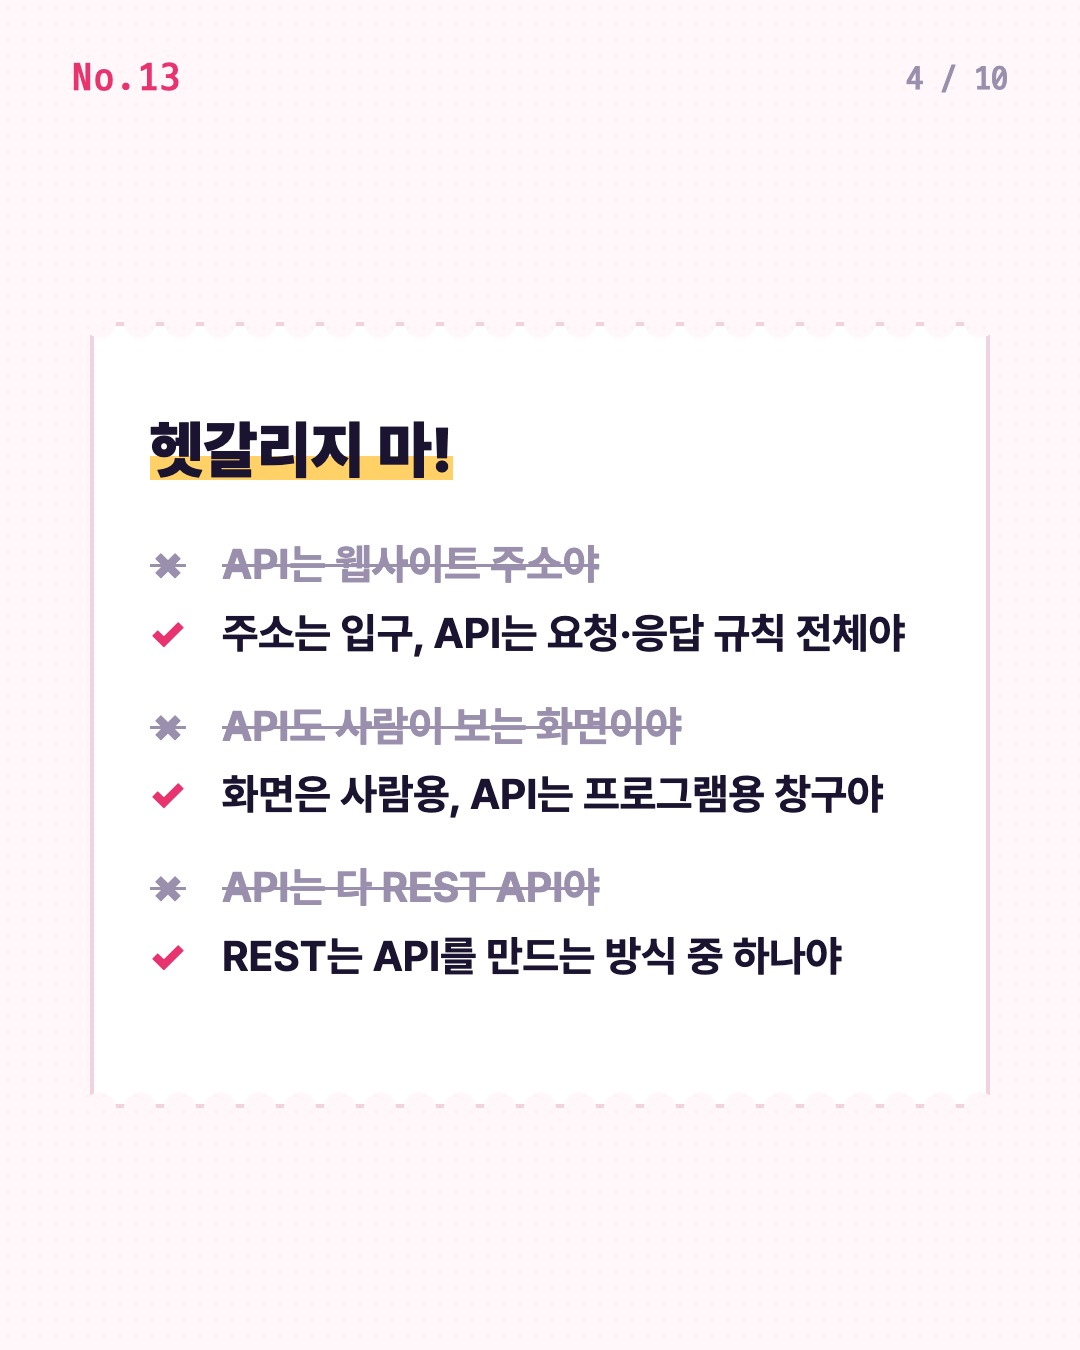 No.13
4 / 10
헷갈리지 마!
✖ API는 웹사이트 주소야
✔ 주소는 입구, API는 요청·응답 규칙 전체야
✖ API도 사람이 보는 화면이야
✔ 화면은 사람용, API는 프로그램용 창구야
✖ API는 다 REST API야
✔ REST는 API를 만드는 방식 중 하나야